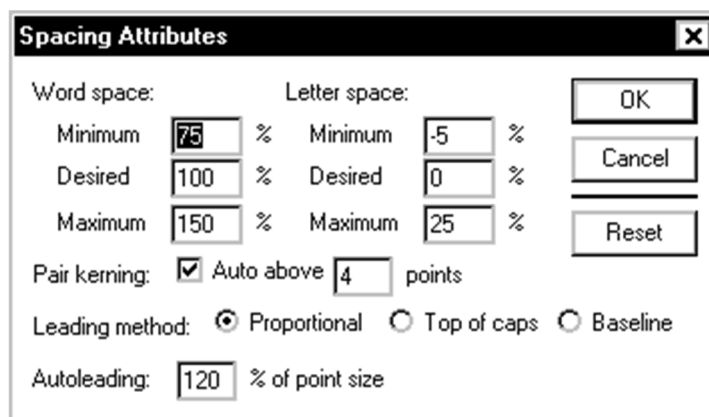 Spacing Attributes
Word space: Letter space: OK
Minimum 75 % Minimum -5 %
Cancel
Desired 100 % Desired 0 %
Maximum 150 % Maximum 25 % Reset
Pair kerning: Auto above 4 points
Leading method: Proportional Top of caps Baseline
Autoleading: 120 % of point size